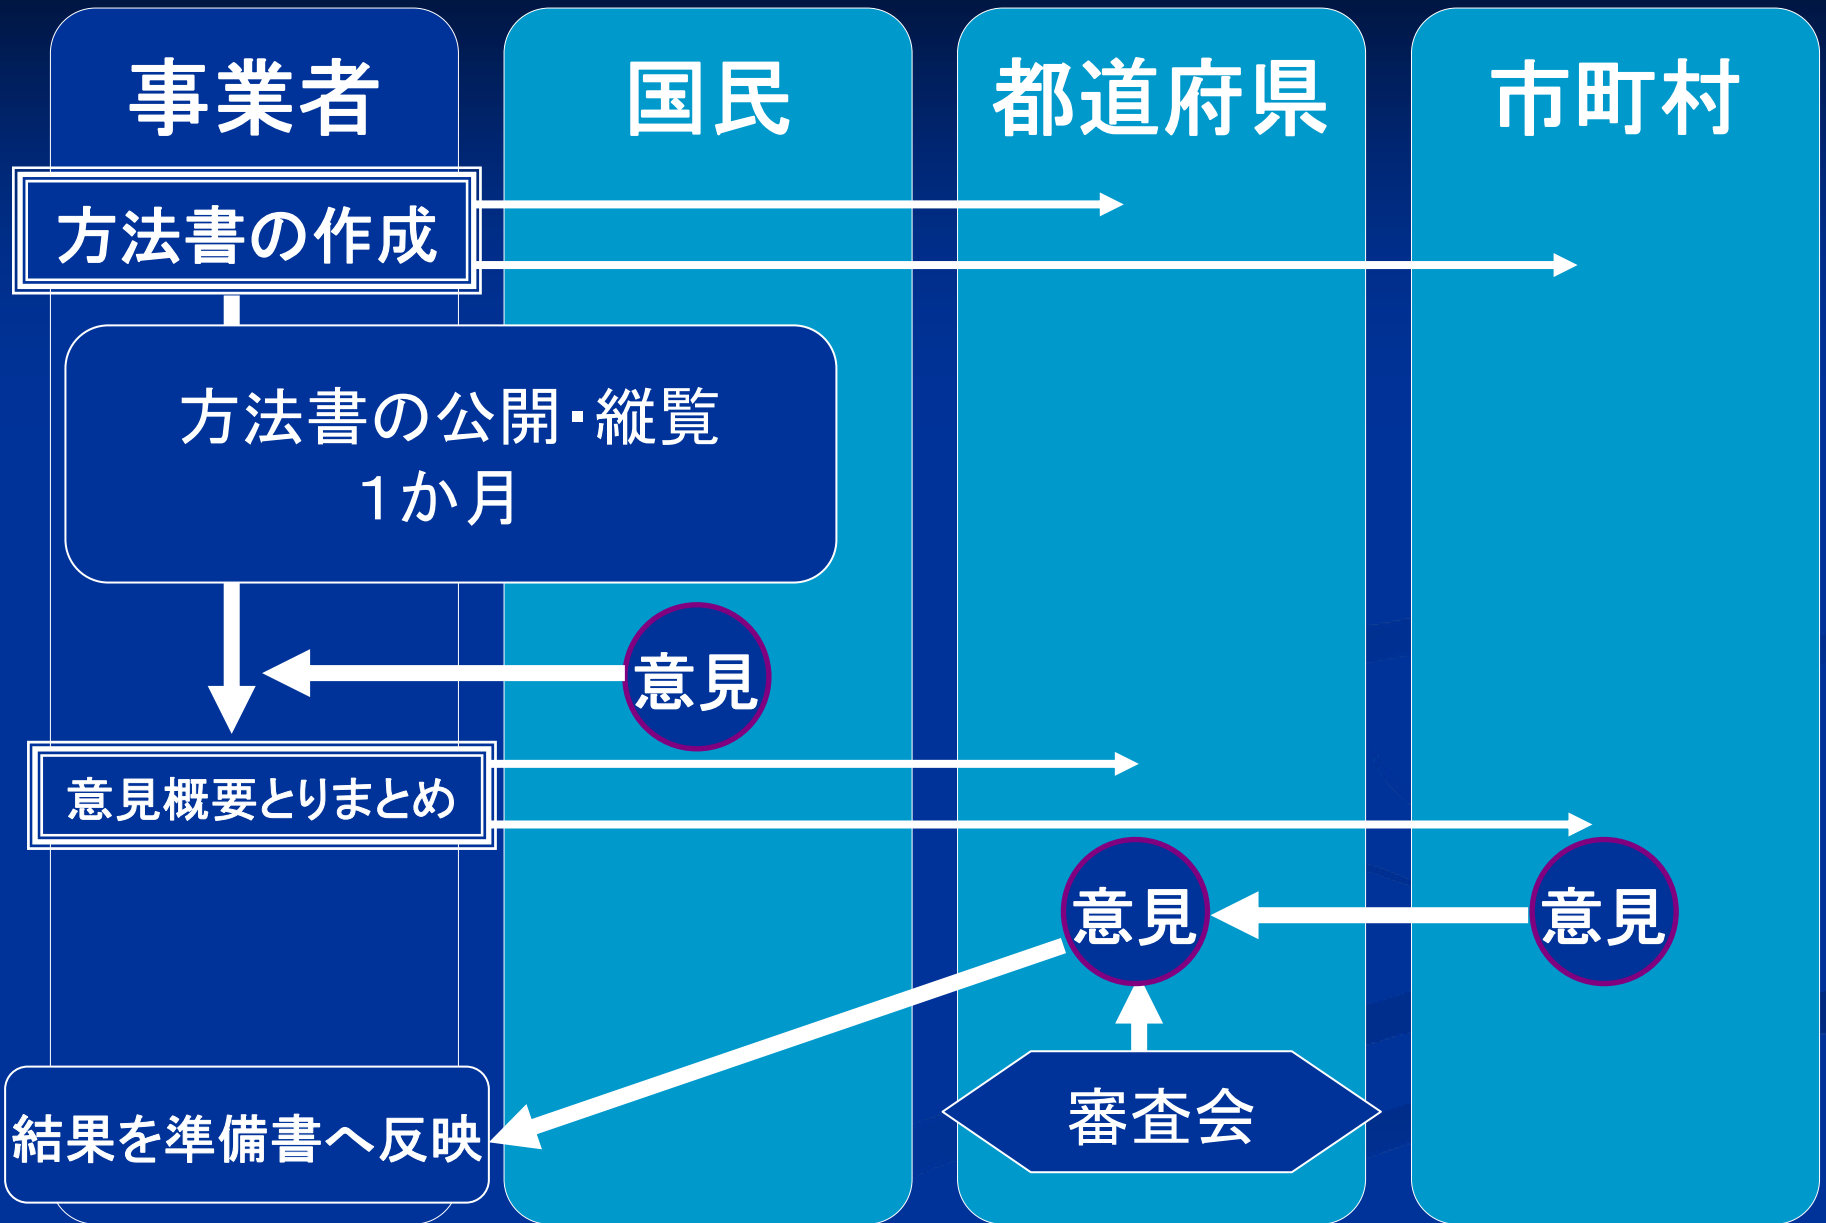 事業者
国民
都道府県
市町村
方法書の作成
方法書の公開・縦覧
1か月
意見
意見概要とりまとめ
意見
意見
審査会
結果を準備書へ反映